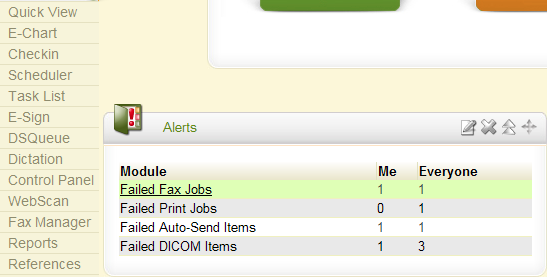 Quick View
E-Chart
Checkin
Scheduler
Task List
E-Sign
DSQueue
Dictation
Control Panel
WebScan
Fax Manager
Reports
References
Alerts
Module Me Everyone
Failed Fax Jobs 1 1
Failed Print Jobs 0 1
Failed Auto-Send Items 1 1
Failed DICOM Items 1 3